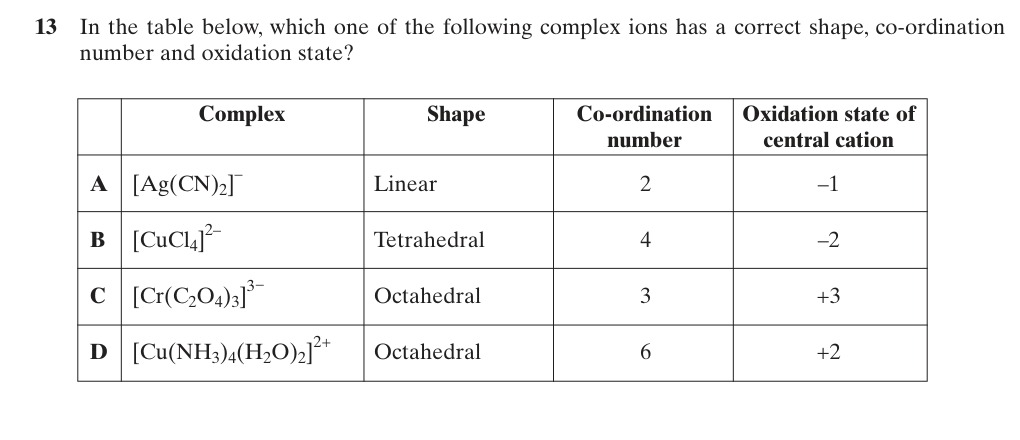 13 In the table below, which one of the following complex ions has a correct shape, co-ordination
number and oxidation state?
Complex Shape Co-ordination number Oxidation state of central cation
A [Ag(CN)₂]⁻ Linear 2 –1
B [CuCl₄]²⁻ Tetrahedral 4 –2
C [Cr(C₂O₄)₃]³⁻ Octahedral 3 +3
D [Cu(NH₃)₄(H₂O)₂]²⁺ Octahedral 6 +2